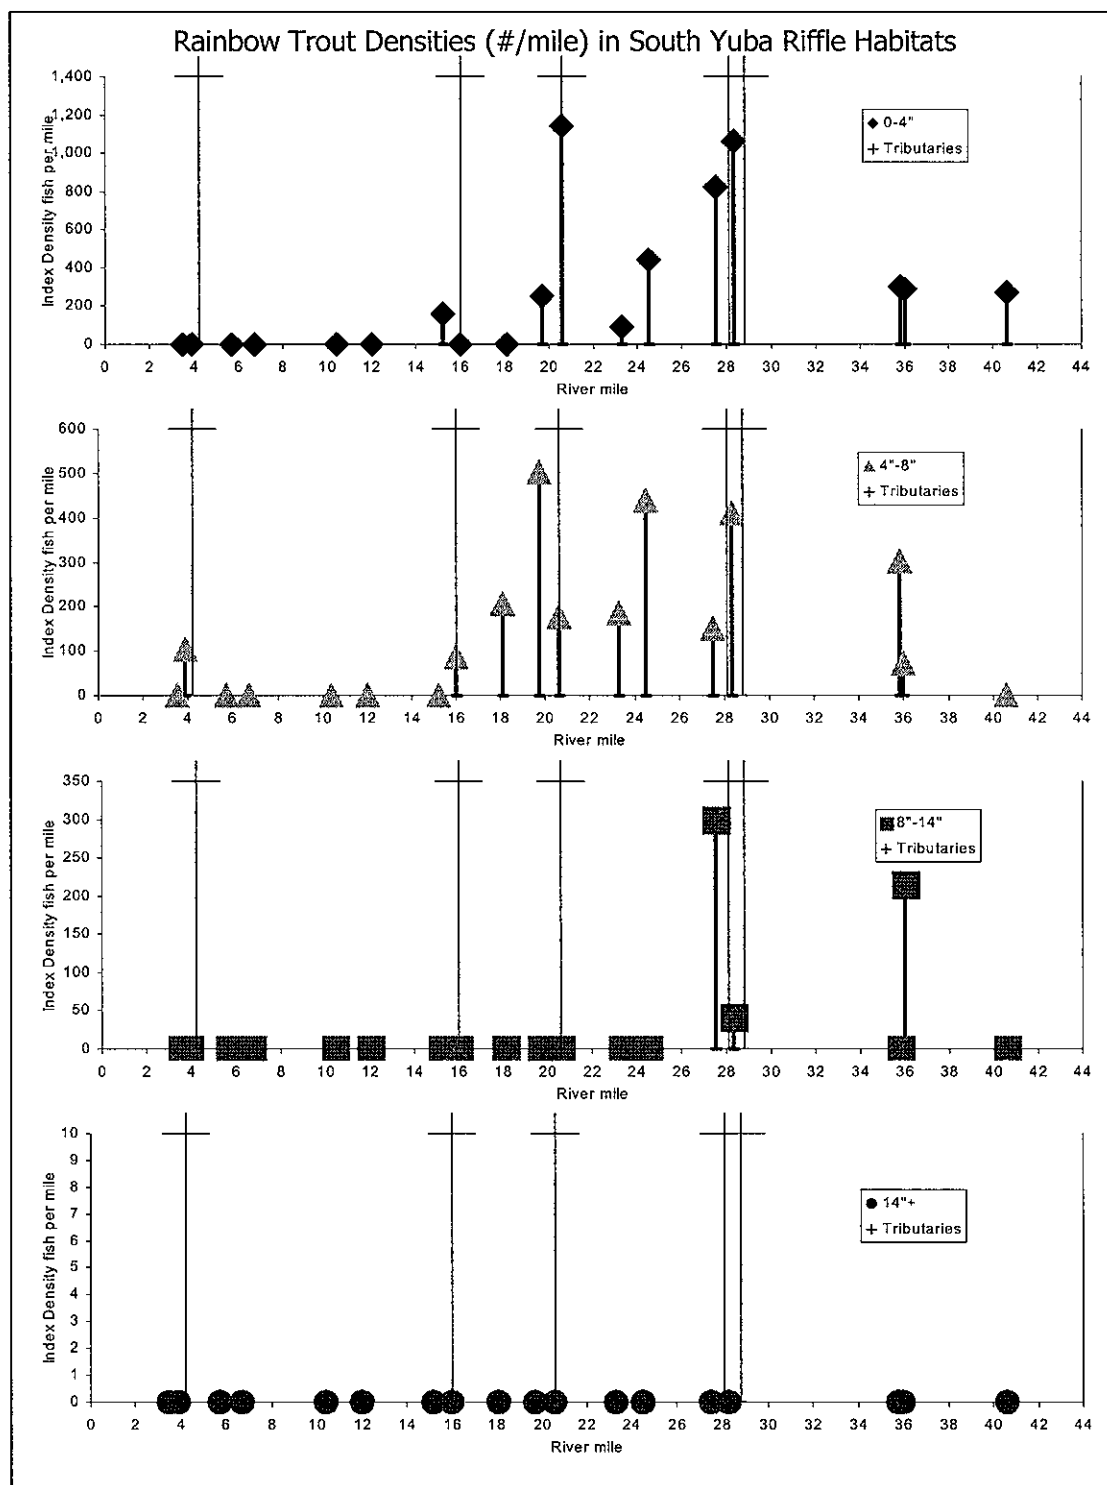 Rainbow Trout Densities (#/mile) in South Yuba Riffle Habitats
Index Density fish per mile
1,400
1,200
1,000
800
600
400
200
0
0 2 4 6 8 10 12 14 16 18 20 22 24 26 28 30 32 34 36 38 40 42 44
River mile
0-4"
Tributaries
Index Density fish per mile
600
500
400
300
200
100
0
0 2 4 6 8 10 12 14 16 18 20 22 24 26 28 30 32 34 36 38 40 42 44
River mile
4"-8"
Tributaries
Index Density fish per mile
350
300
250
200
150
100
50
0
0 2 4 6 8 10 12 14 16 18 20 22 24 26 28 30 32 34 36 38 40 42 44
River mile
8"-14"
Tributaries
Index Density fish per mile
10
9
8
7
6
5
4
3
2
1
0
0 2 4 6 8 10 12 14 16 18 20 22 24 26 28 30 32 34 36 38 40 42 44
River mile
14"+
Tributaries